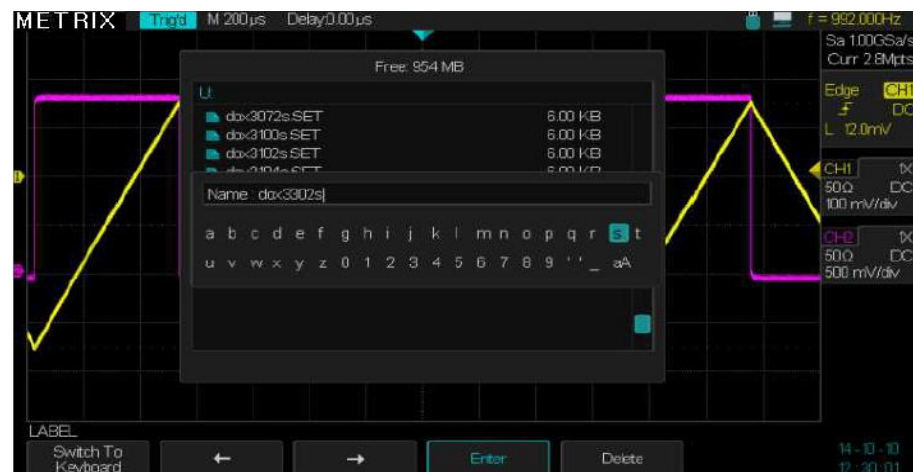 METRIX Trig'd M 200µs Delay:0.00µs f = 992.000Hz
Sa 1.00GSa/s
Curr 2.8Mpts
Free: 954 MB
U:
dox3072s.SET 6.00 KB
dox3100s.SET 6.00 KB
dox3102s.SET 6.00 KB
Edge CH1
DC
L 12.0mV
Name : dox3302s
CH1 1X
50Ω DC
100 mV/div
a b c d e f g h i j k l m n o p q r s t
u v w x y z 0 1 2 3 4 5 6 7 8 9 ' ' _ aA
CH2 1X
50Ω DC
500 mV/div
LABEL
Switch To
Keyboard
← → Enter Delete
14-10-10
12:30:01